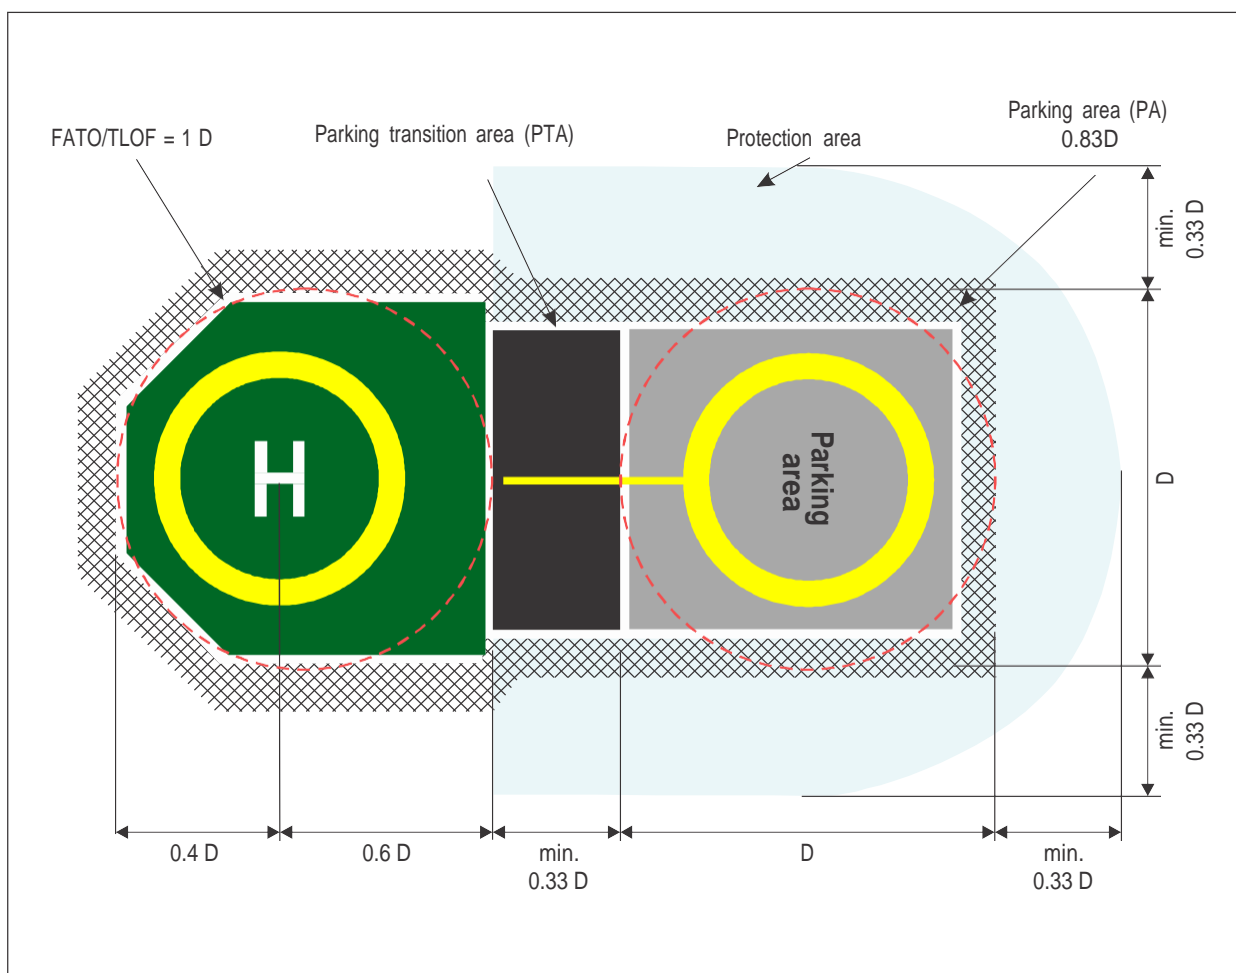 Parking area (PA)
0.83D
FATO/TLOF = 1 D
Parking transition area (PTA)
Protection area
min.
0.33 D
H
Parking
area
D
min.
0.33 D
0.4 D
0.6 D
min.
0.33 D
D
min.
0.33 D